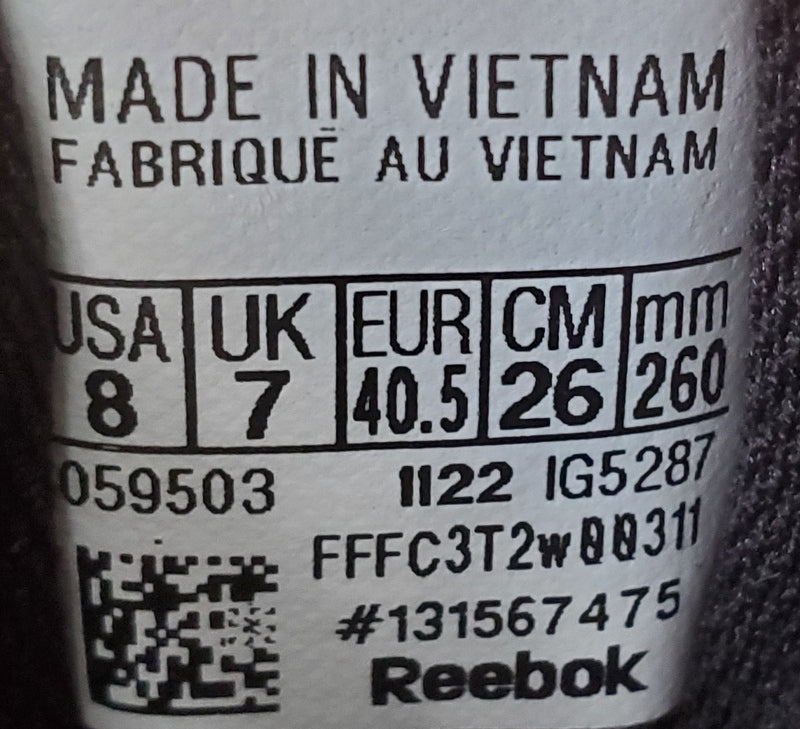 MADE IN VIETNAM
FABRIQUĒ AU VIETNAM
USA UK EUR CM mm
8 7 40.5 26 260
059503 1122 IG5287
FFFC3T2w00311
#131567475
Reebok